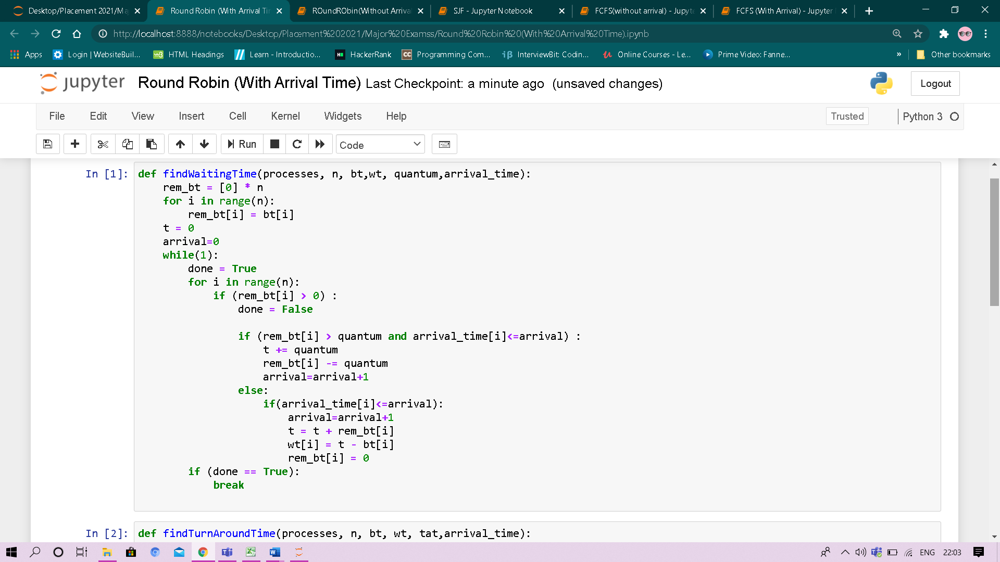 Desktop/Placement 2021/Ma
Round Robin (With Arrival Tir
ROundRObin(Without Arriva
SJF - Jupyter Notebook
FCFS(without arrival) - Jupyte
FCFS (With Arrival) - Jupyter
http://localhost:8888/notebooks/Desktop/Placement%202021/Major%20Examss/Round%20Robin%20(With%20Arrival%20Time).ipynb
Apps Login | WebsiteBuil... HTML Headings Learn - Introductio... HackerRank Programming Com... InterviewBit: Codin... Online Courses - Le... Prime Video: Fanne... » Other bookmarks
jupyter Round Robin (With Arrival Time) Last Checkpoint: a minute ago (unsaved changes) Logout
File Edit View Insert Cell Kernel Widgets Help Trusted Python 3
Run Code
In [1]: def findWaitingTime(processes, n, bt,wt, quantum,arrival_time):
    rem_bt = [0] * n
    for i in range(n):
        rem_bt[i] = bt[i]
    t = 0
    arrival=0
    while(1):
        done = True
        for i in range(n):
            if (rem_bt[i] > 0) :
                done = False
                if (rem_bt[i] > quantum and arrival_time[i]<=arrival) :
                    t += quantum
                    rem_bt[i] -= quantum
                    arrival=arrival+1
                else:
                    if(arrival_time[i]<=arrival):
                        arrival=arrival+1
                        t = t + rem_bt[i]
                        wt[i] = t - bt[i]
                        rem_bt[i] = 0
        if (done == True):
            break
In [2]: def findTurnAroundTime(processes, n, bt, wt, tat,arrival_time):
ENG 22:03